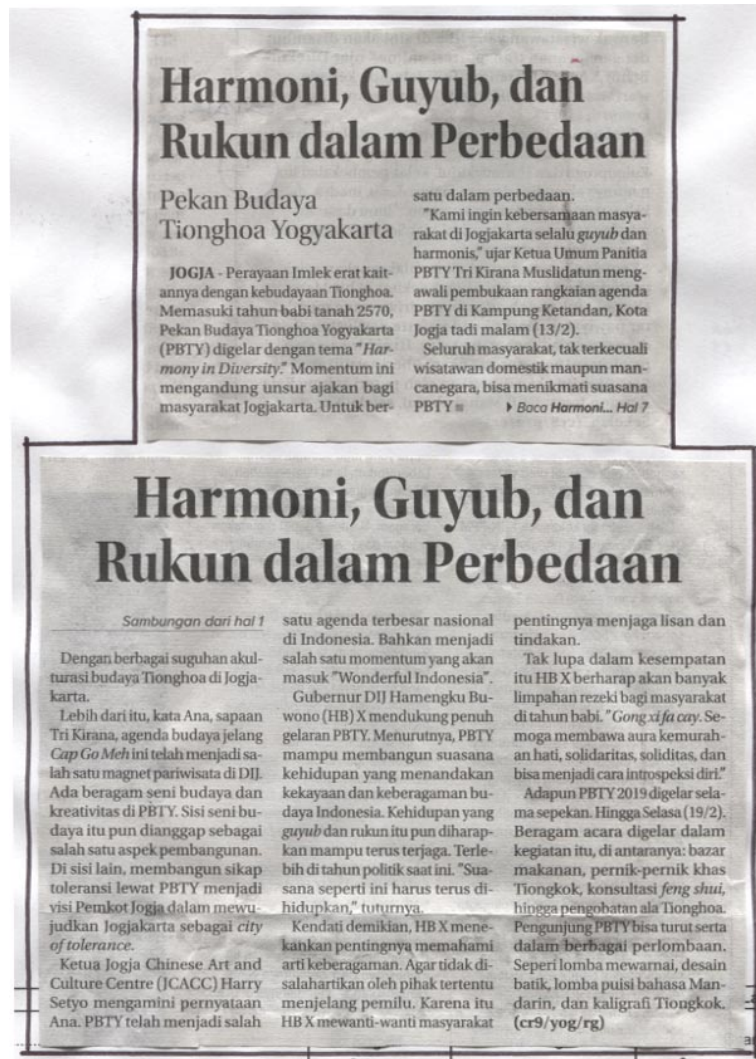 Harmoni, Guyub, dan
Rukun dalam Perbedaan
Pekan Budaya
Tionghoa Yogyakarta
JOGJA - Perayaan Imlek erat kait-
annya dengan kebudayaan Tionghoa.
Memasuki tahun babi tanah 2570,
Pekan Budaya Tionghoa Yogyakarta
(PBTY) digelar dengan tema "Har-
mony in Diversity." Momentum ini
mengandung unsur ajakan bagi
masyarakat Jogjakarta. Untuk ber-
satu dalam perbedaan.
"Kami ingin kebersamaan masya-
rakat di Jogjakarta selalu guyub dan
harmonis," ujar Ketua Umum Panitia
PBTY Tri Kirana Muslidatun meng-
awali pembukaan rangkaian agenda
PBTY di Kampung Ketandan, Kota
Jogja tadi malam (13/2).
Seluruh masyarakat, tak terkecuali
wisatawan domestik maupun man-
canegara, bisa menikmati suasana
PBTY
Baca Harmoni... Hal 7
Harmoni, Guyub, dan
Rukun dalam Perbedaan
Sambungan dari hal 1
Dengan berbagai suguhan akul-
turasi budaya Tionghoa di Jogja-
karta.
Lebih dari itu, kata Ana, sapaan
Tri Kirana, agenda budaya jelang
Cap Go Meh ini telah menjadi sa-
lah satu magnet pariwisata di DIJ.
Ada beragam seni budaya dan
kreativitas di PBTY. Sisi seni bu-
daya itu pun dianggap sebagai
salah satu aspek pembangunan.
Di sisi lain, membangun sikap
toleransi lewat PBTY menjadi
visi Pemkot Jogja dalam mewu-
judkan Jogjakarta sebagai city
of tolerance.
Ketua Jogja Chinese Art and
Culture Centre (JCACC) Harry
Setyo mengamini pernyataan
Ana. PBTY telah menjadi salah
satu agenda terbesar nasional
di Indonesia. Bahkan menjadi
salah satu momentum yang akan
masuk "Wonderful Indonesia".
Gubernur DIJ Hamengku Bu-
wono (HB) X mendukung penuh
gelaran PBTY. Menurutnya, PBTY
mampu membangun suasana
kehidupan yang menandakan
kekayaan dan keberagaman bu-
daya Indonesia. Kehidupan yang
guyub dan rukun itu pun diharap-
kan mampu terus terjaga. Terle-
bih di tahun politik saat ini. "Sua-
sana seperti ini harus terus di-
hidupkan," tuturnya.
Kendati demikian, HB X mene-
kankan pentingnya memahami
arti keberagaman. Agar tidak di-
salahartikan oleh pihak tertentu
menjelang pemilu. Karena itu
HB X mewanti-wanti masyarakat
pentingnya menjaga lisan dan
tindakan.
Tak lupa dalam kesempatan
itu HB X berharap akan banyak
limpahan rezeki bagi masyarakat
di tahun babi. "Gong xi fa cay. Se-
moga membawa aura kemurah-
an hati, solidaritas, soliditas, dan
bisa menjadi cara introspeksi diri."
Adapun PBTY 2019 digelar sela-
ma sepekan. Hingga Selasa (19/2).
Beragam acara digelar dalam
kegiatan itu, di antaranya: bazar
makanan, pernik-pernik khas
Tiongkok, konsultasi feng shui,
hingga pengobatan ala Tionghoa.
Pengunjung PBTY bisa turut serta
dalam berbagai perlombaan.
Seperi lomba mewarnai, desain
batik, lomba puisi bahasa Man-
darin, dan kaligrafi Tiongkok.
(cr9/yog/rg)